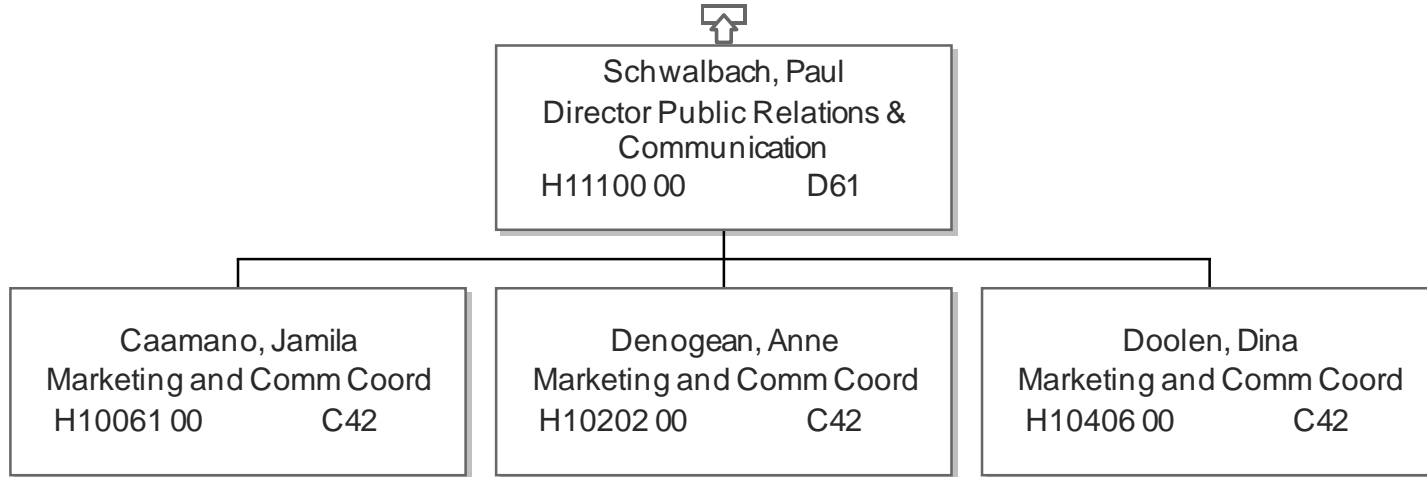 Schwalbach, Paul
Director Public Relations &
Communication
H11100 00 D61
Caamano, Jamila
Marketing and Comm Coord
H10061 00 C42
Denogean, Anne
Marketing and Comm Coord
H10202 00 C42
Doolen, Dina
Marketing and Comm Coord
H10406 00 C42